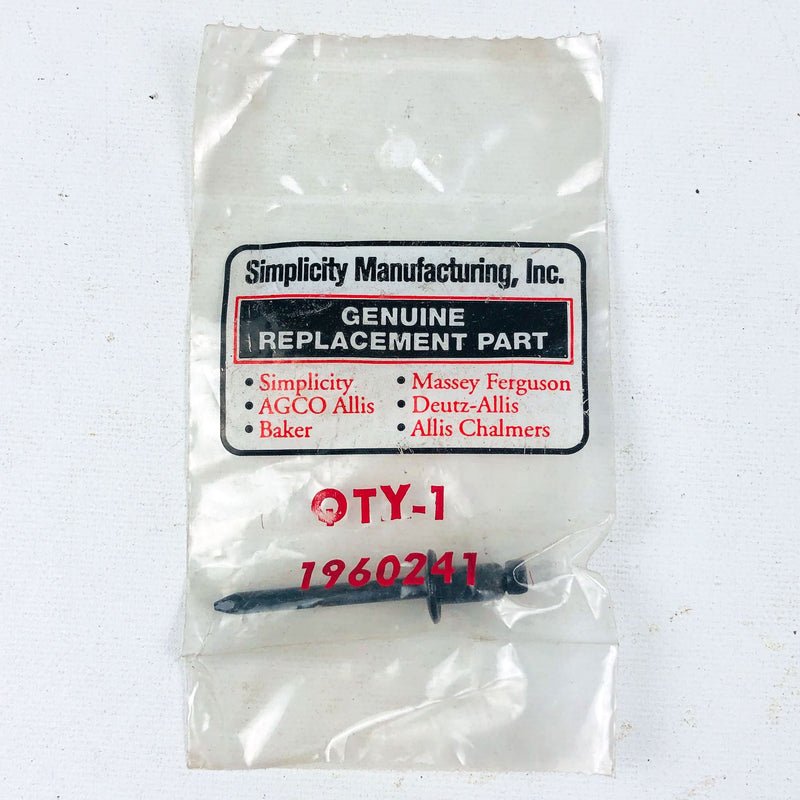 Simplicity Manufacturing, Inc.
GENUINE
REPLACEMENT PART
• Simplicity • Massey Ferguson
• AGCO Allis • Deutz-Allis
• Baker • Allis Chalmers
QTY-1
1960241